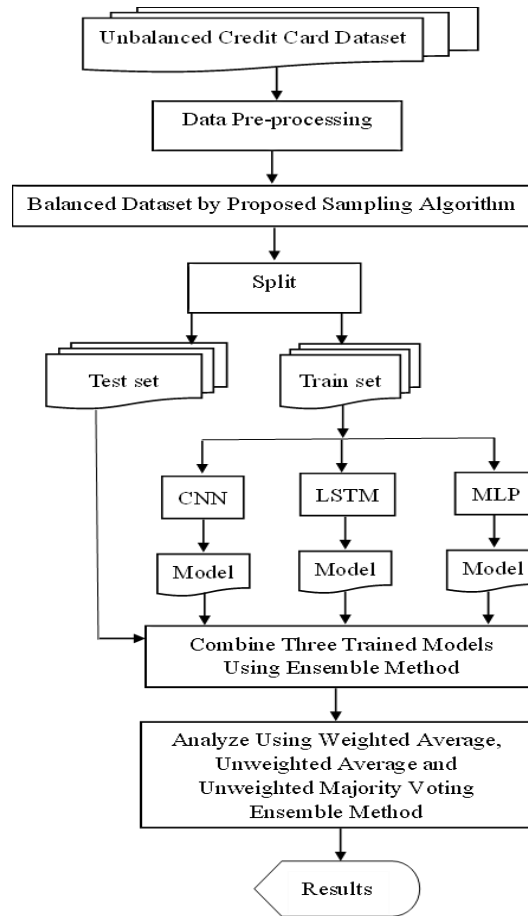 Unbalanced Credit Card Dataset
Data Pre-processing
Balanced Dataset by Proposed Sampling Algorithm
Split
Test set
Train set
CNN
LSTM
MLP
Model
Model
Model
Combine Three Trained Models
Using Ensemble Method
Analyze Using Weighted Average,
Unweighted Average and
Unweighted Majority Voting
Ensemble Method
Results